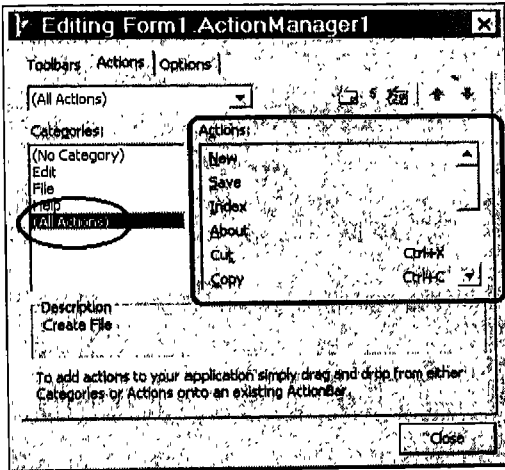 Editing Form1.ActionManager1
Toolbars Actions Options
(All Actions)
Categories:
(No Category)
Edit
File
Help
(All Actions)
Actions:
New
Save
Index
About
Cut Ctrl+X
Copy Ctrl+C
Description
Create File
To add actions to your application simply drag and drop from either
Categories or Actions onto an existing ActionBar.
Close